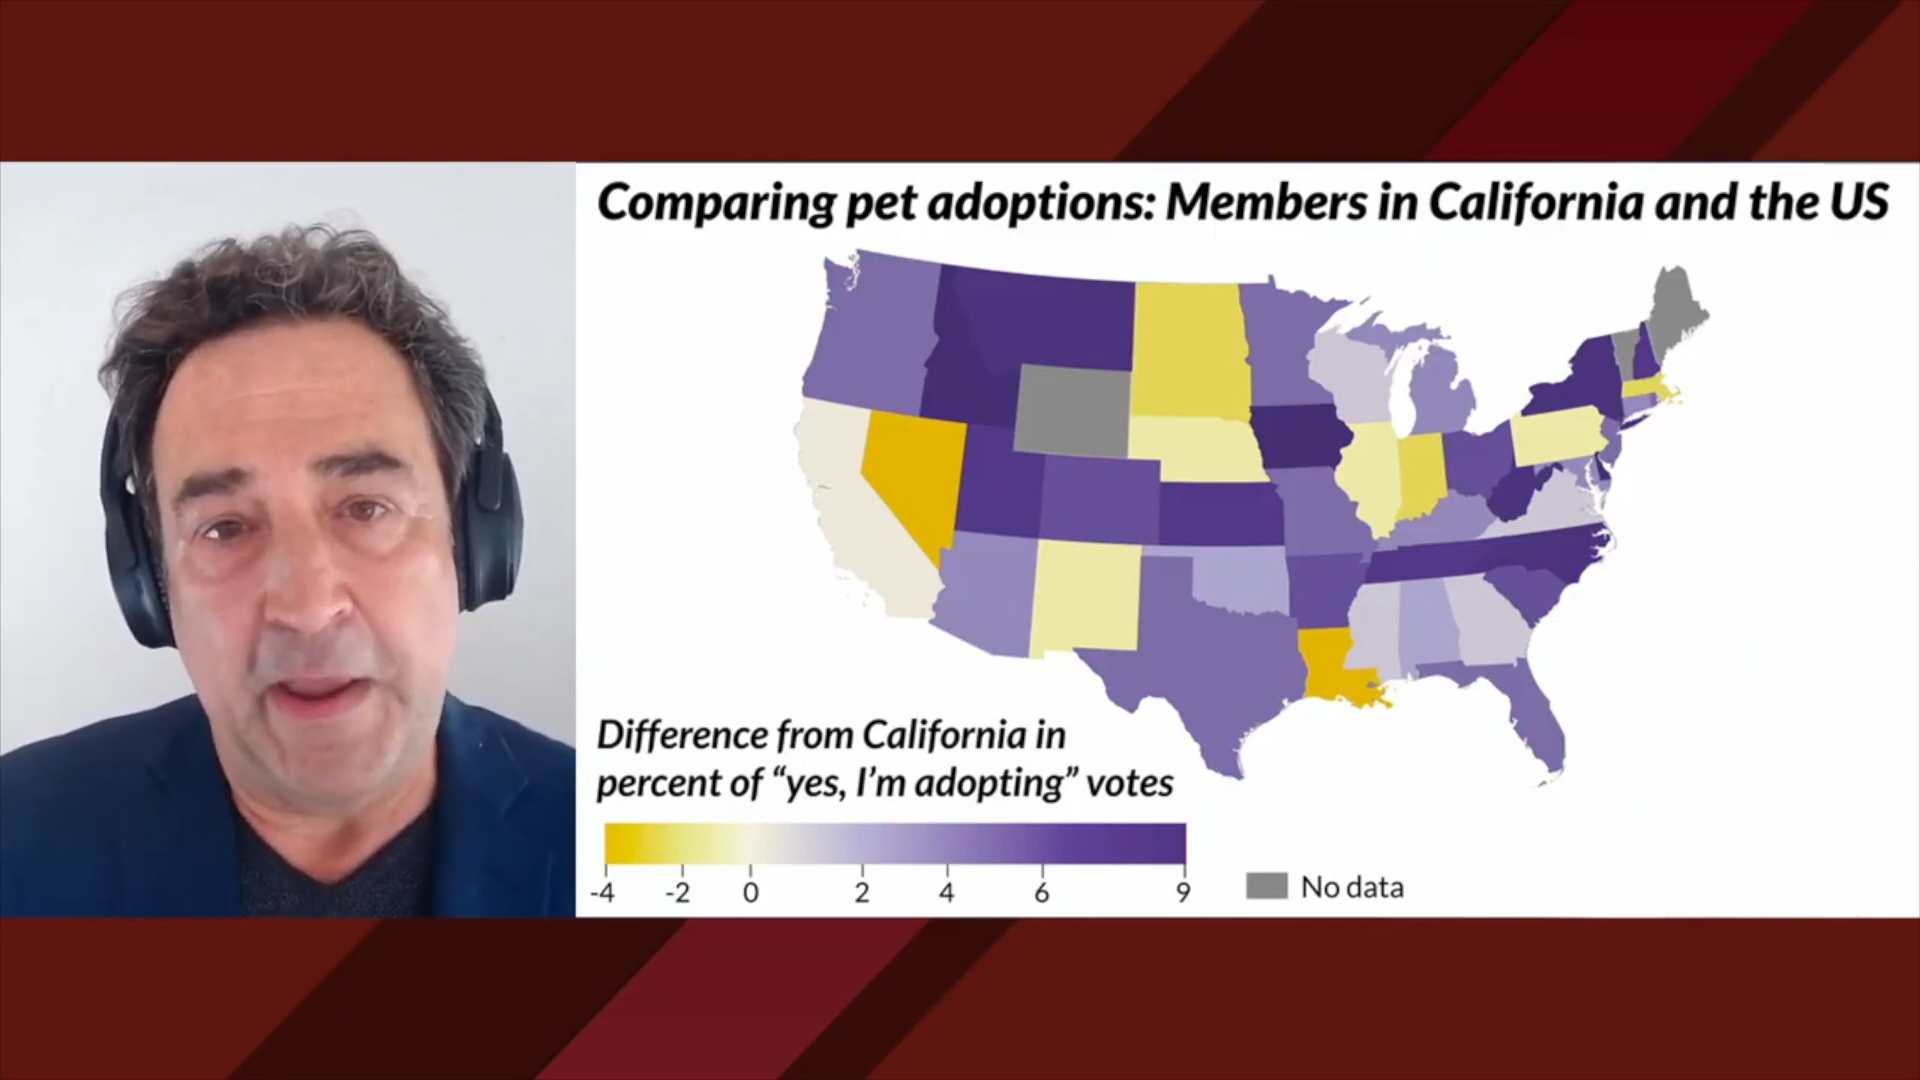 Comparing pet adoptions: Members in California and the US
Difference from California in
percent of “yes, I’m adopting” votes
-4 -2 0 2 4 6 9
No data